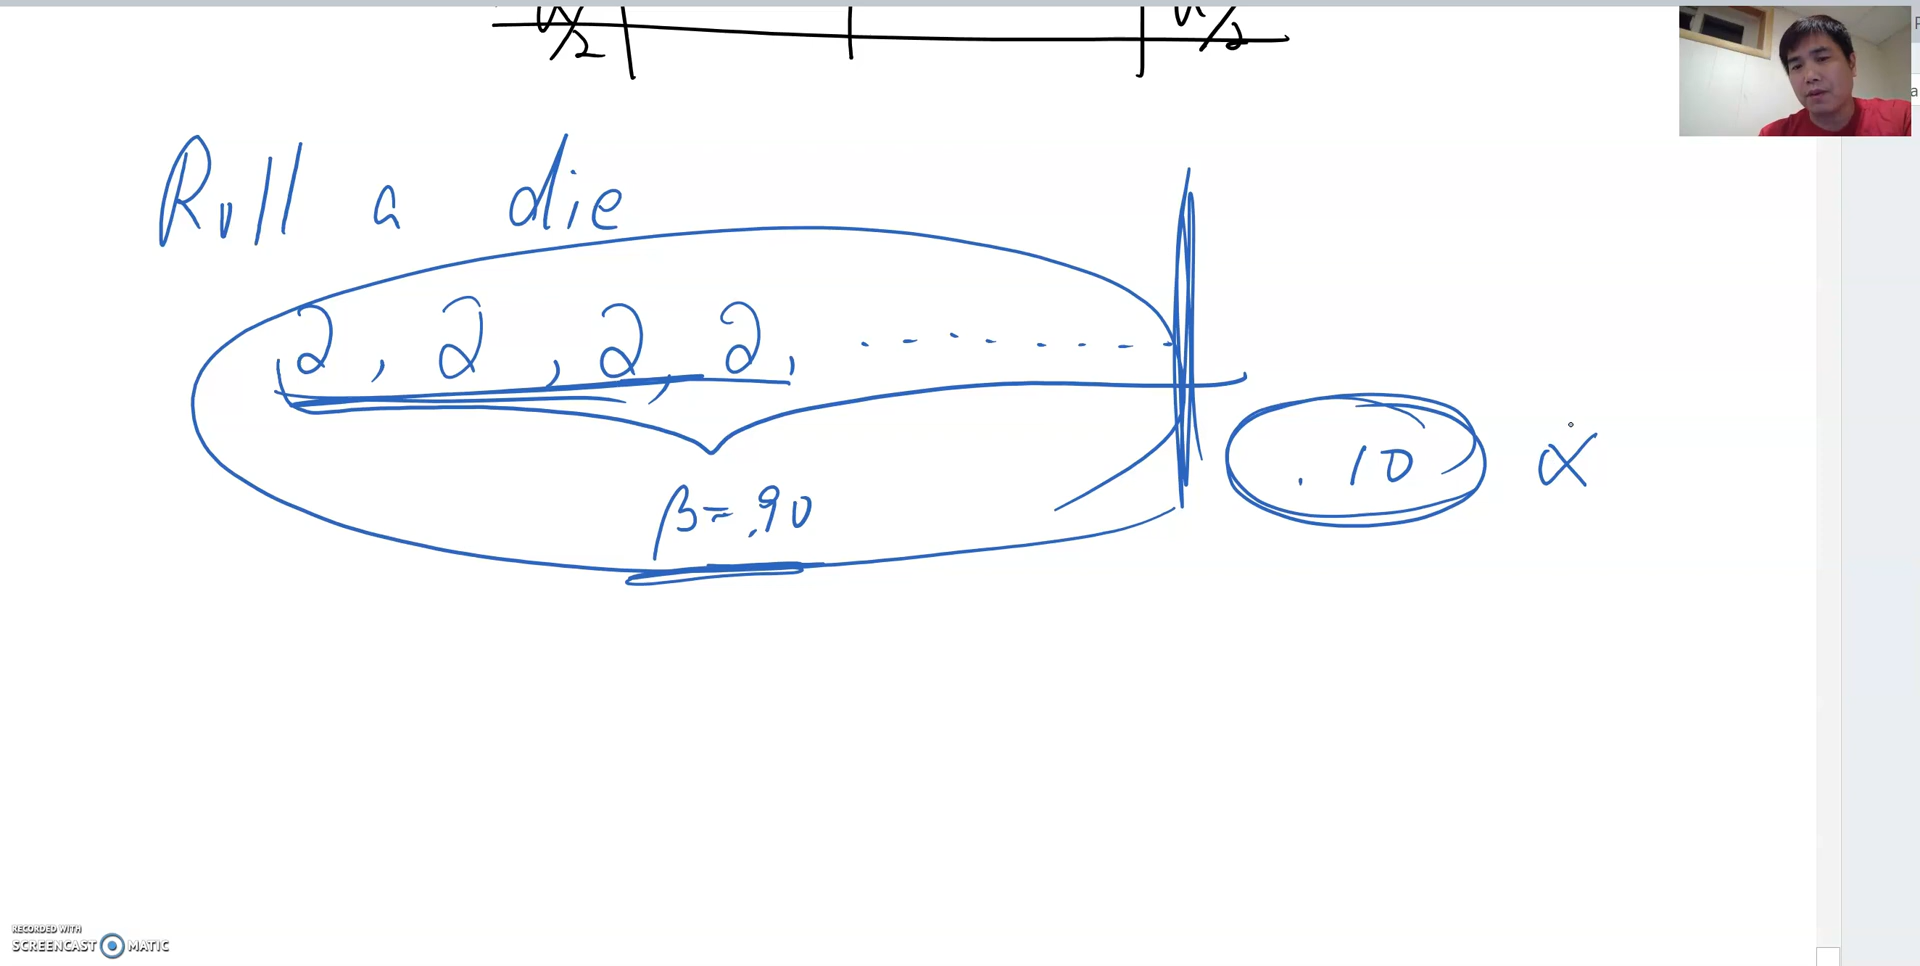 α/2 α/2
Roll a die
2, 2, 2, 2, ........
.10 α
β = .90
RECORDED WITH
SCREENCAST MATIC